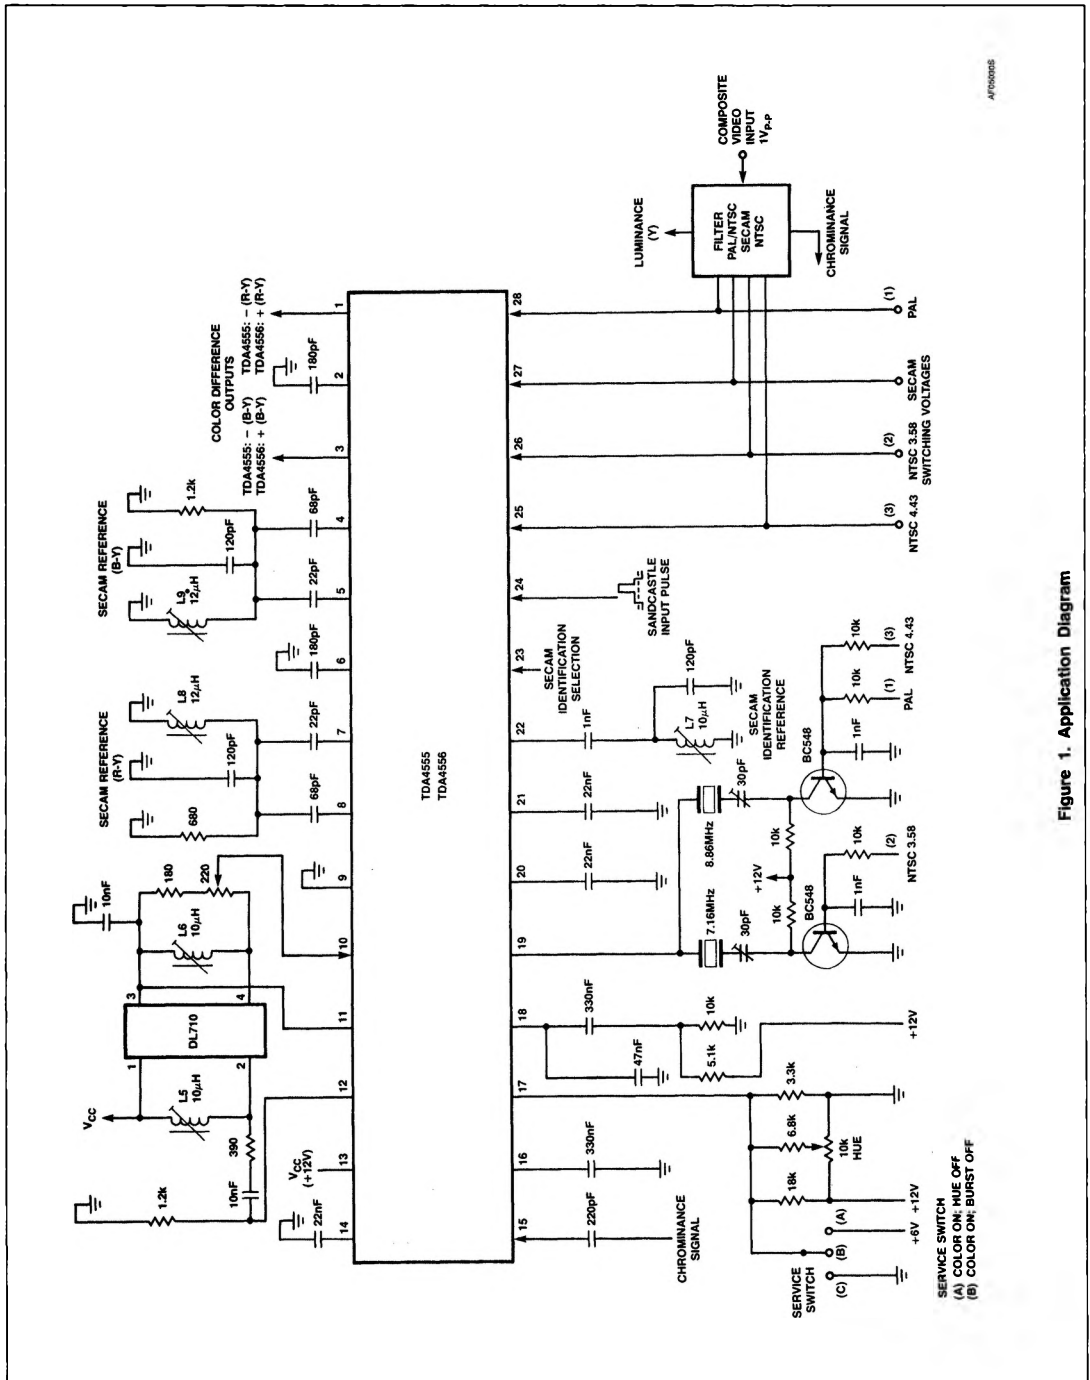 AF05030S
COLOR DIFFERENCE
OUTPUTS
TDA4555: – (B-Y)
TDA4556: + (B-Y)
TDA4555: – (R-Y)
TDA4556: + (R-Y)
180pF
SECAM REFERENCE
(B-Y)
L9
12μH
120pF
1.2k
22pF
68pF
SECAM REFERENCE
(R-Y)
680
120pF
L8
12μH
68pF
22pF
180pF
10nF
180
220
L6
10μH
3
4
DL710
1
2
VCC
L5
10μH
390
10nF
1.2k
VCC
(+12V)
22nF
14
13
12
11
10
9
8
7
6
5
4
3
2
1
TDA4555
TDA4556
15
16
17
18
19
20
21
22
23
24
25
26
27
28
220pF
CHROMINANCE
SIGNAL
330nF
47nF
330nF
10k
5.1k
+12V
18k
6.8k
3.3k
10k
HUE
+12V
+6V
(A)
(B)
(C)
SERVICE
SWITCH
SERVICE SWITCH
(A) COLOR ON; HUE OFF
(B) COLOR ON; BURST OFF
7.16MHz
8.86MHz
30pF
30pF
10k
+12V
10k
BC548
BC548
1nF
10k
(2)
NTSC 3.58
1nF
10k
10k
(1)
PAL
(3)
NTSC 4.43
22nF
22nF
1nF
L7
10μH
120pF
SECAM
IDENTIFICATION
REFERENCE
SECAM
IDENTIFICATION
SELECTION
SANDCASTLE
INPUT PULSE
(3)
NTSC 4.43
(2)
NTSC 3.58
SECAM
(1)
PAL
SWITCHING VOLTAGES
LUMINANCE
(Y)
FILTER
PAL/NTSC
SECAM
NTSC
COMPOSITE
VIDEO
INPUT
1VP-P
CHROMINANCE
SIGNAL
Figure 1. Application Diagram